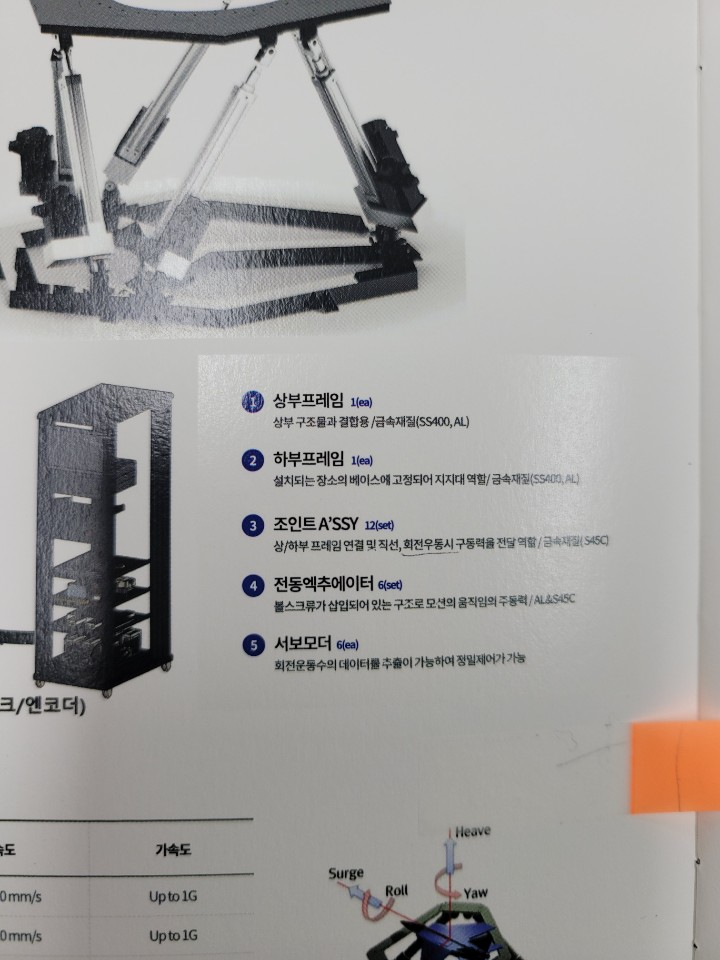 상부프레임 1(ea)
상부 구조물과 결합용 /금속재질(SS400, AL)
2 하부프레임 1(ea)
설치되는 장소의 베이스에 고정되어 지지대 역할/ 금속재질(SS400, AL)
3 조인트 A'SSY 12(set)
상/하부 프레임 연결 및 직선, 회전우동시 구동력을 전달 역할 / 금속재질( S45C)
4 전동엑추에이터 6(set)
볼스크류가 삽입되어 있는 구조로 모션의 움직임의 주동력 / AL&S45C
5 서보모더 6(ea)
회전운동수의 데이터를 추출이 가능하여 정밀제어가 가능
크/엔코더)
속도 가속도
0mm/s Up to 1G
0mm/s Up to 1G
Heave
Surge
Roll
Yaw